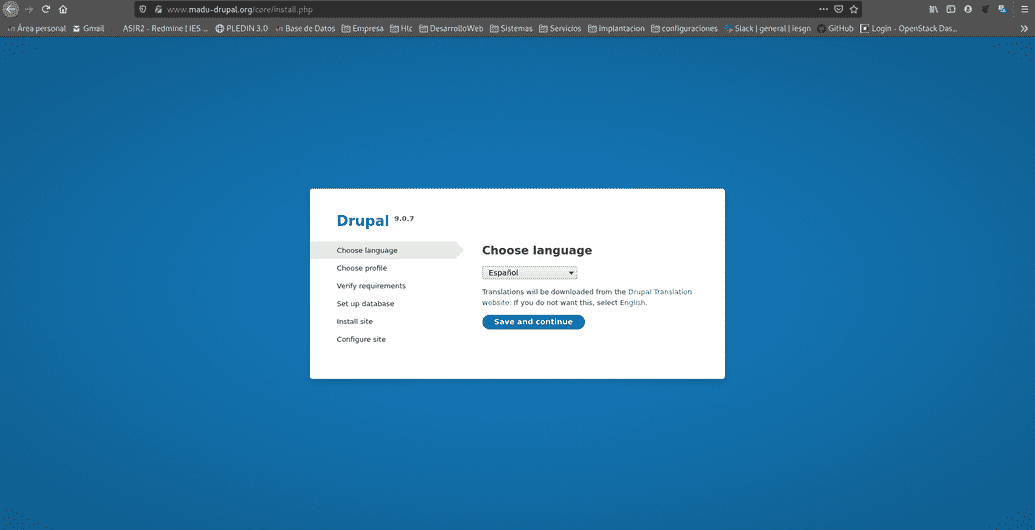 www.madu-drupal.org/core/install.php
Área personal Gmail ASIR2 - Redmine | IES ... PLEDIN 3.0 Base de Datos Empresa Hlc DesarrolloWeb Sistemas Servicios Implantacion configuraciones Slack | general | iesgn GitHub Login - OpenStack Das...
Drupal 9.0.7
Choose language
Choose profile
Verify requirements
Set up database
Install site
Configure site
Choose language
Español
Translations will be downloaded from the Drupal Translation
website. If you do not want this, select English.
Save and continue